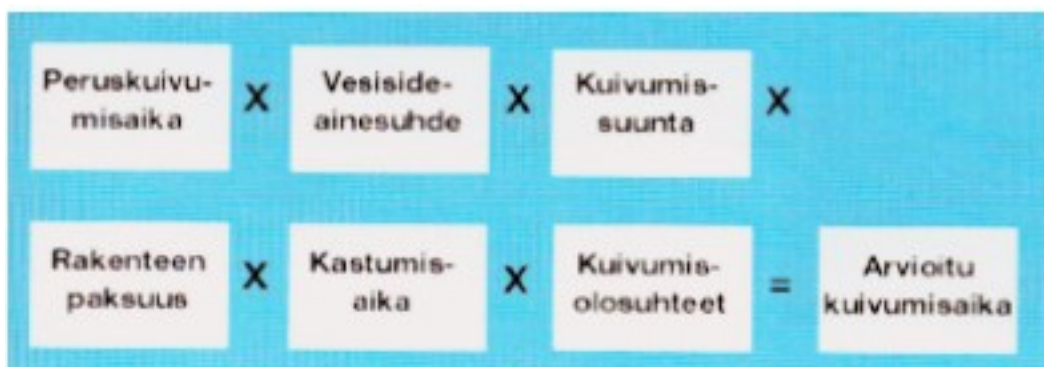 Peruskuivu-
misaika
X
Vesiside-
ainesuhde
X
Kuivumis-
suunta
X
Rakenteen
paksuus
X
Kastumis-
aika
X
Kuivumis-
olosuhteet
=
Arvioitu
kuivumisaika